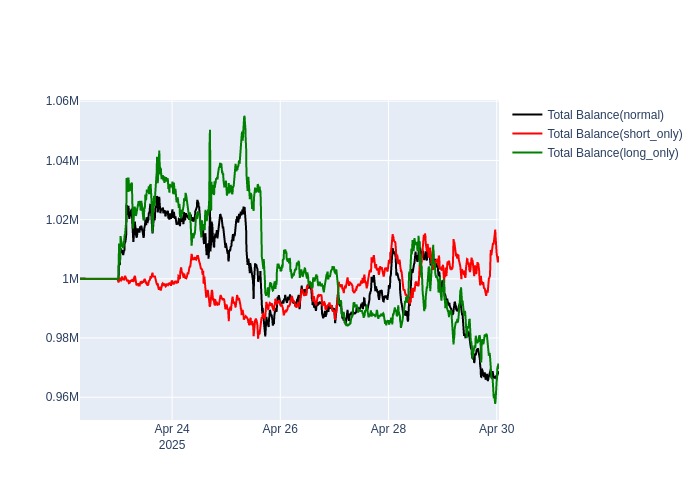 1.06M
1.04M
1.02M
1M
0.98M
0.96M
Apr 24
2025
Apr 26
Apr 28
Apr 30
Total Balance(normal)
Total Balance(short_only)
Total Balance(long_only)